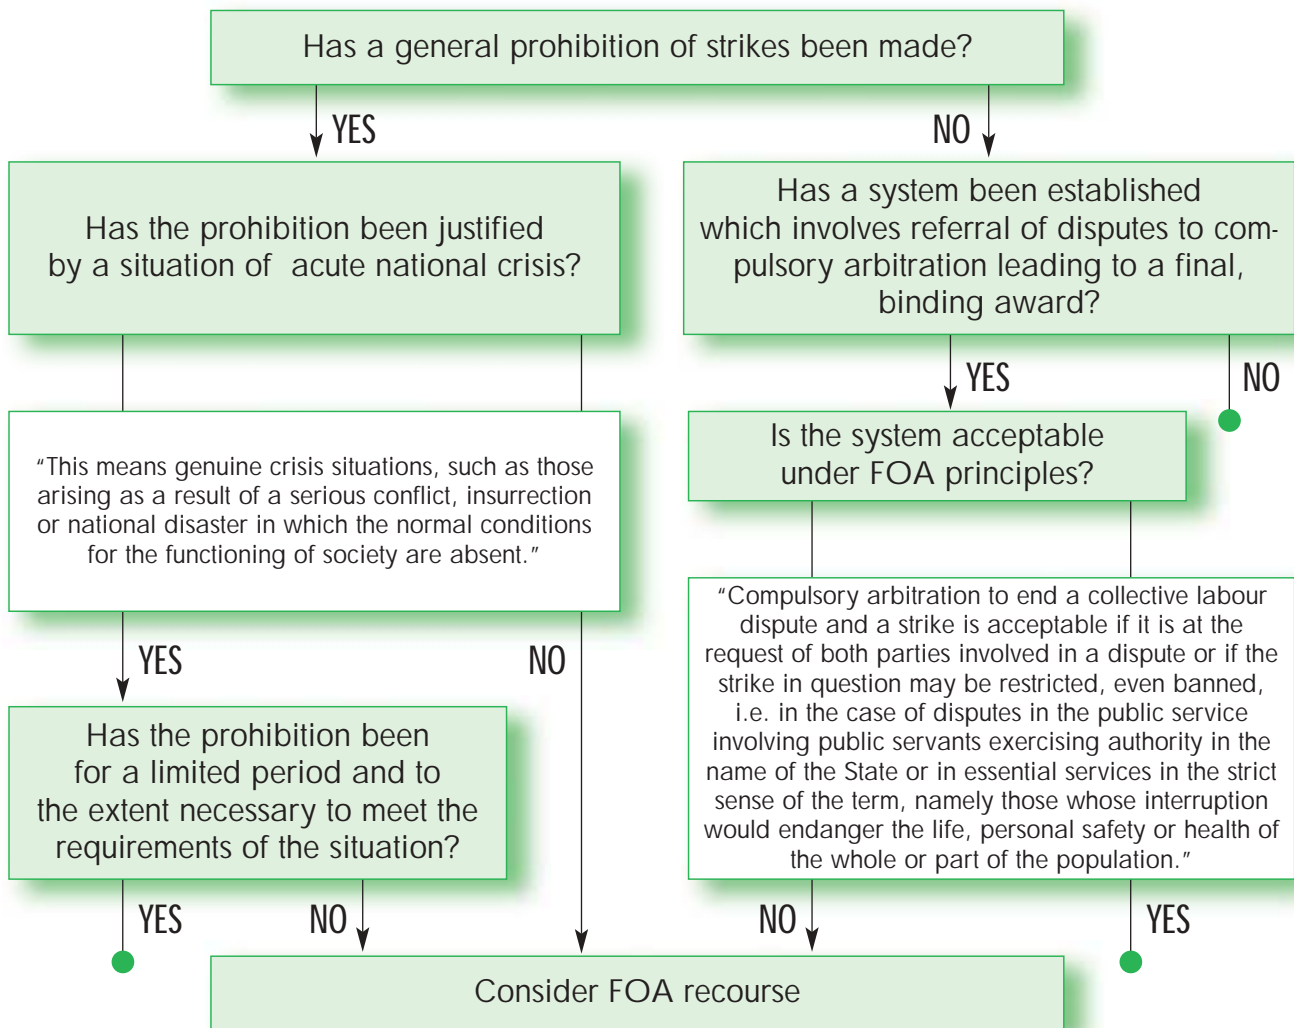 Has a general prohibition of strikes been made?
YES
NO
Has the prohibition been justified
by a situation of acute national crisis?
Has a system been established
which involves referral of disputes to com-
pulsory arbitration leading to a final,
binding award?
YES
NO
"This means genuine crisis situations, such as those
arising as a result of a serious conflict, insurrection
or national disaster in which the normal conditions
for the functioning of society are absent."
Is the system acceptable
under FOA principles?
"Compulsory arbitration to end a collective labour
dispute and a strike is acceptable if it is at the
request of both parties involved in a dispute or if the
strike in question may be restricted, even banned,
i.e. in the case of disputes in the public service
involving public servants exercising authority in the
name of the State or in essential services in the strict
sense of the term, namely those whose interruption
would endanger the life, personal safety or health of
the whole or part of the population."
YES
NO
Has the prohibition been
for a limited period and to
the extent necessary to meet the
requirements of the situation?
YES
NO
NO
YES
Consider FOA recourse